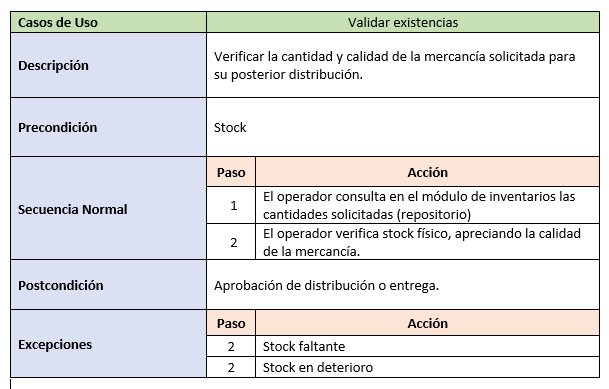 Casos de Uso Validar existencias
Descripción
Verificar la cantidad y calidad de la mercancía solicitada para
su posterior distribución.
Precondición Stock
Secuencia Normal
Paso Acción
1 El operador consulta en el módulo de inventarios las
cantidades solicitadas (repositorio)
2 El operador verifica stock físico, apreciando la calidad
de la mercancía.
Postcondición Aprobación de distribución o entrega.
Excepciones
Paso Acción
2 Stock faltante
2 Stock en deterioro